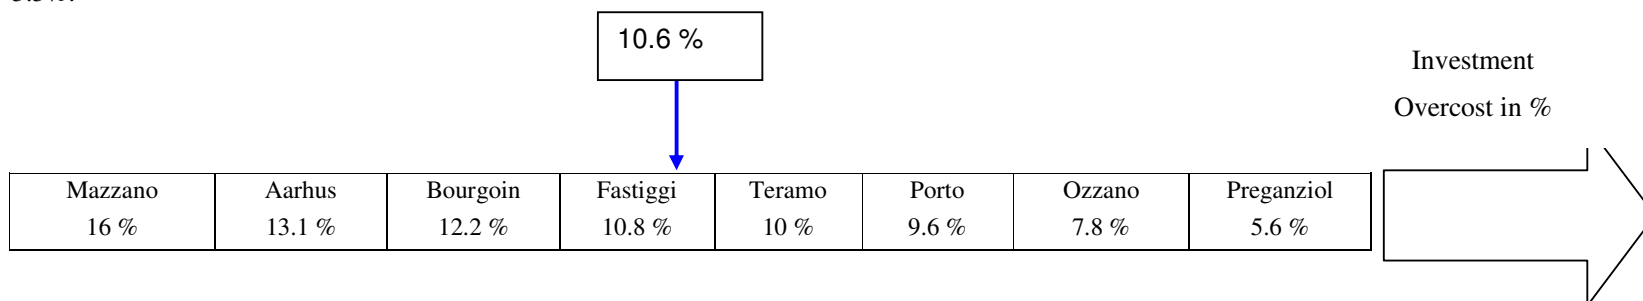 10.6 %
Investment
Overcost in %
Mazzano Aarhus Bourgoin Fastiggi Teramo Porto Ozzano Preganziol
16 % 13.1 % 12.2 % 10.8 % 10 % 9.6 % 7.8 % 5.6 %